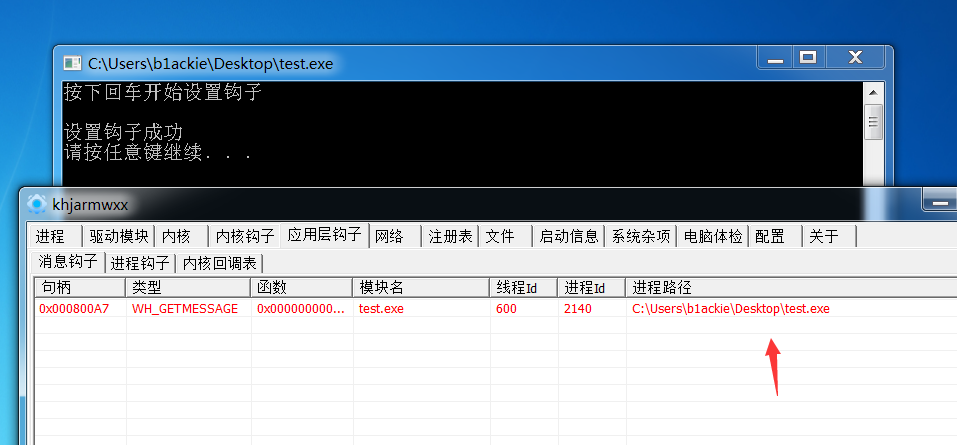 C:\Users\b1ackie\Desktop\test.exe
按下回车开始设置钩子
设置钩子成功
请按任意键继续. . .
khjarmwxx
进程 驱动模块 内核 内核钩子 应用层钩子 网络 注册表 文件 启动信息 系统杂项 电脑体检 配置 关于
消息钩子 进程钩子 内核回调表
句柄 类型 函数 模块名 线程Id 进程Id 进程路径
0x000800A7 WH_GETMESSAGE 0x000000000... test.exe 600 2140 C:\Users\b1ackie\Desktop\test.exe